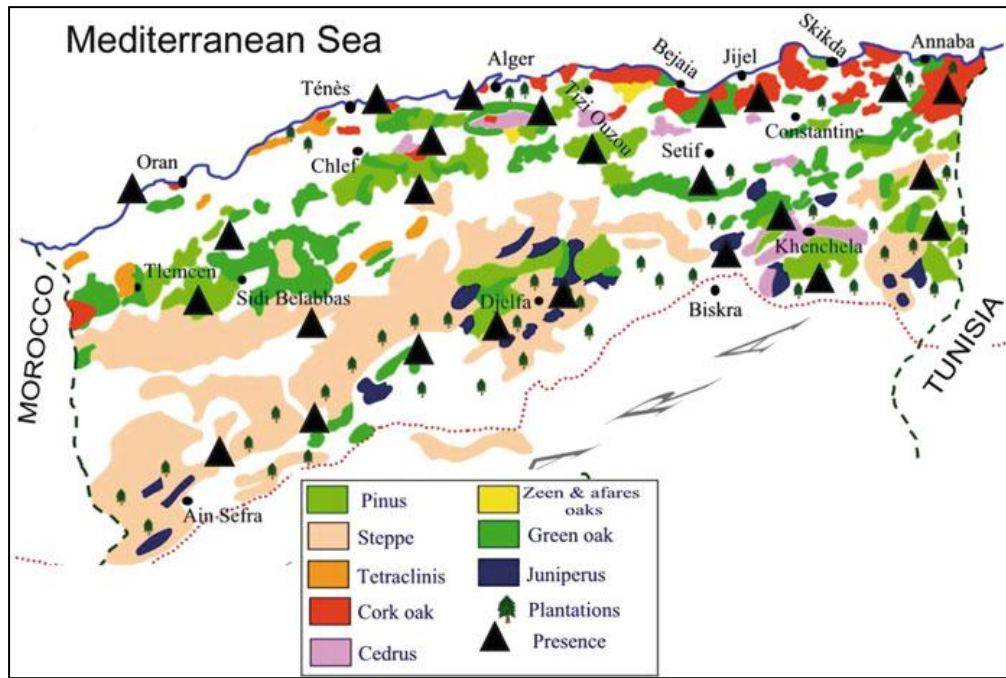 Mediterranean Sea
Skikda
Annaba
Alger
Bejaia
Jijel
Ténès
Tizi Ouzou
Constantine
Chlef
Setif
Oran
Khenchela
Tlemcen
Sidi Belabbas
Djelfa
Biskra
MOROCCO
TUNISIA
Ain Sefra
Pinus
Zeen & afares
oaks
Steppe
Green oak
Tetraclinis
Juniperus
Cork oak
Plantations
Cedrus
Presence